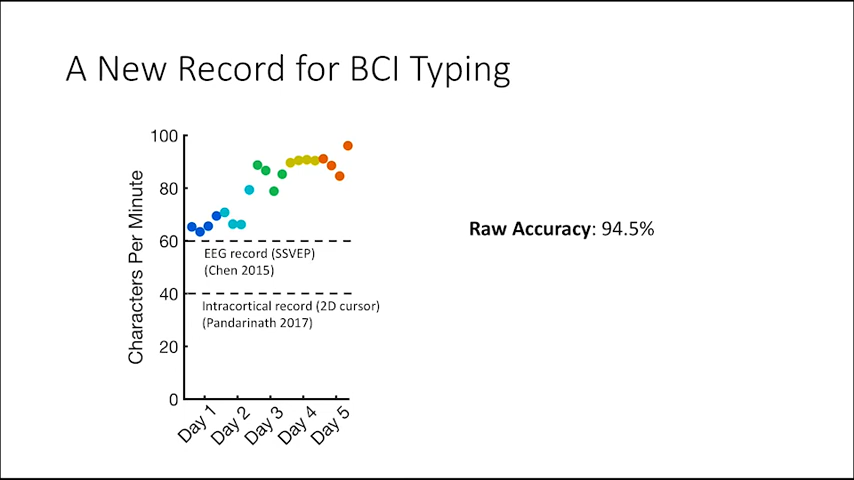 A New Record for BCI Typing
Characters Per Minute
100
80
60
40
20
0
EEG record (SSVEP)
(Chen 2015)
Intracortical record (2D cursor)
(Pandarinath 2017)
Day 1
Day 2
Day 3
Day 4
Day 5
Raw Accuracy: 94.5%